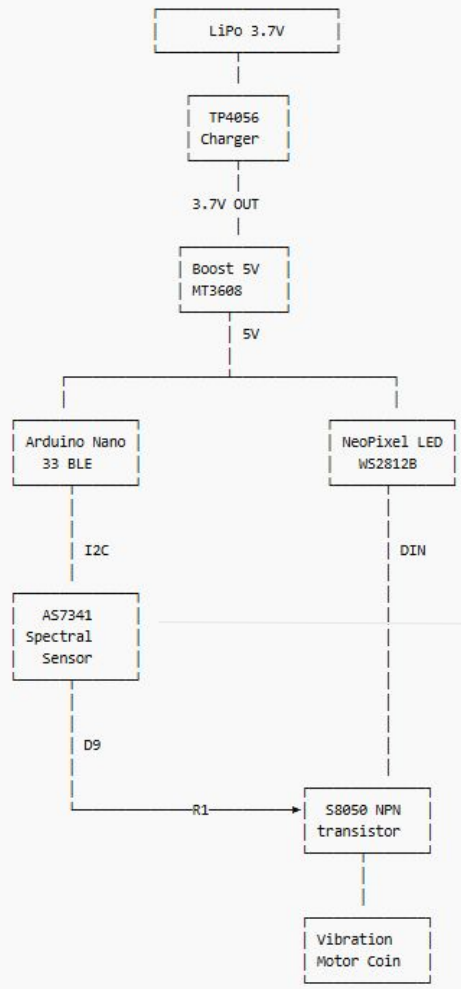 LiPo 3.7V
TP4056
Charger
3.7V OUT
Boost 5V
MT3608
5V
Arduino Nano
33 BLE
NeoPixel LED
WS2812B
I2C
DIN
AS7341
Spectral
Sensor
D9
R1
S8050 NPN
transistor
Vibration
Motor Coin